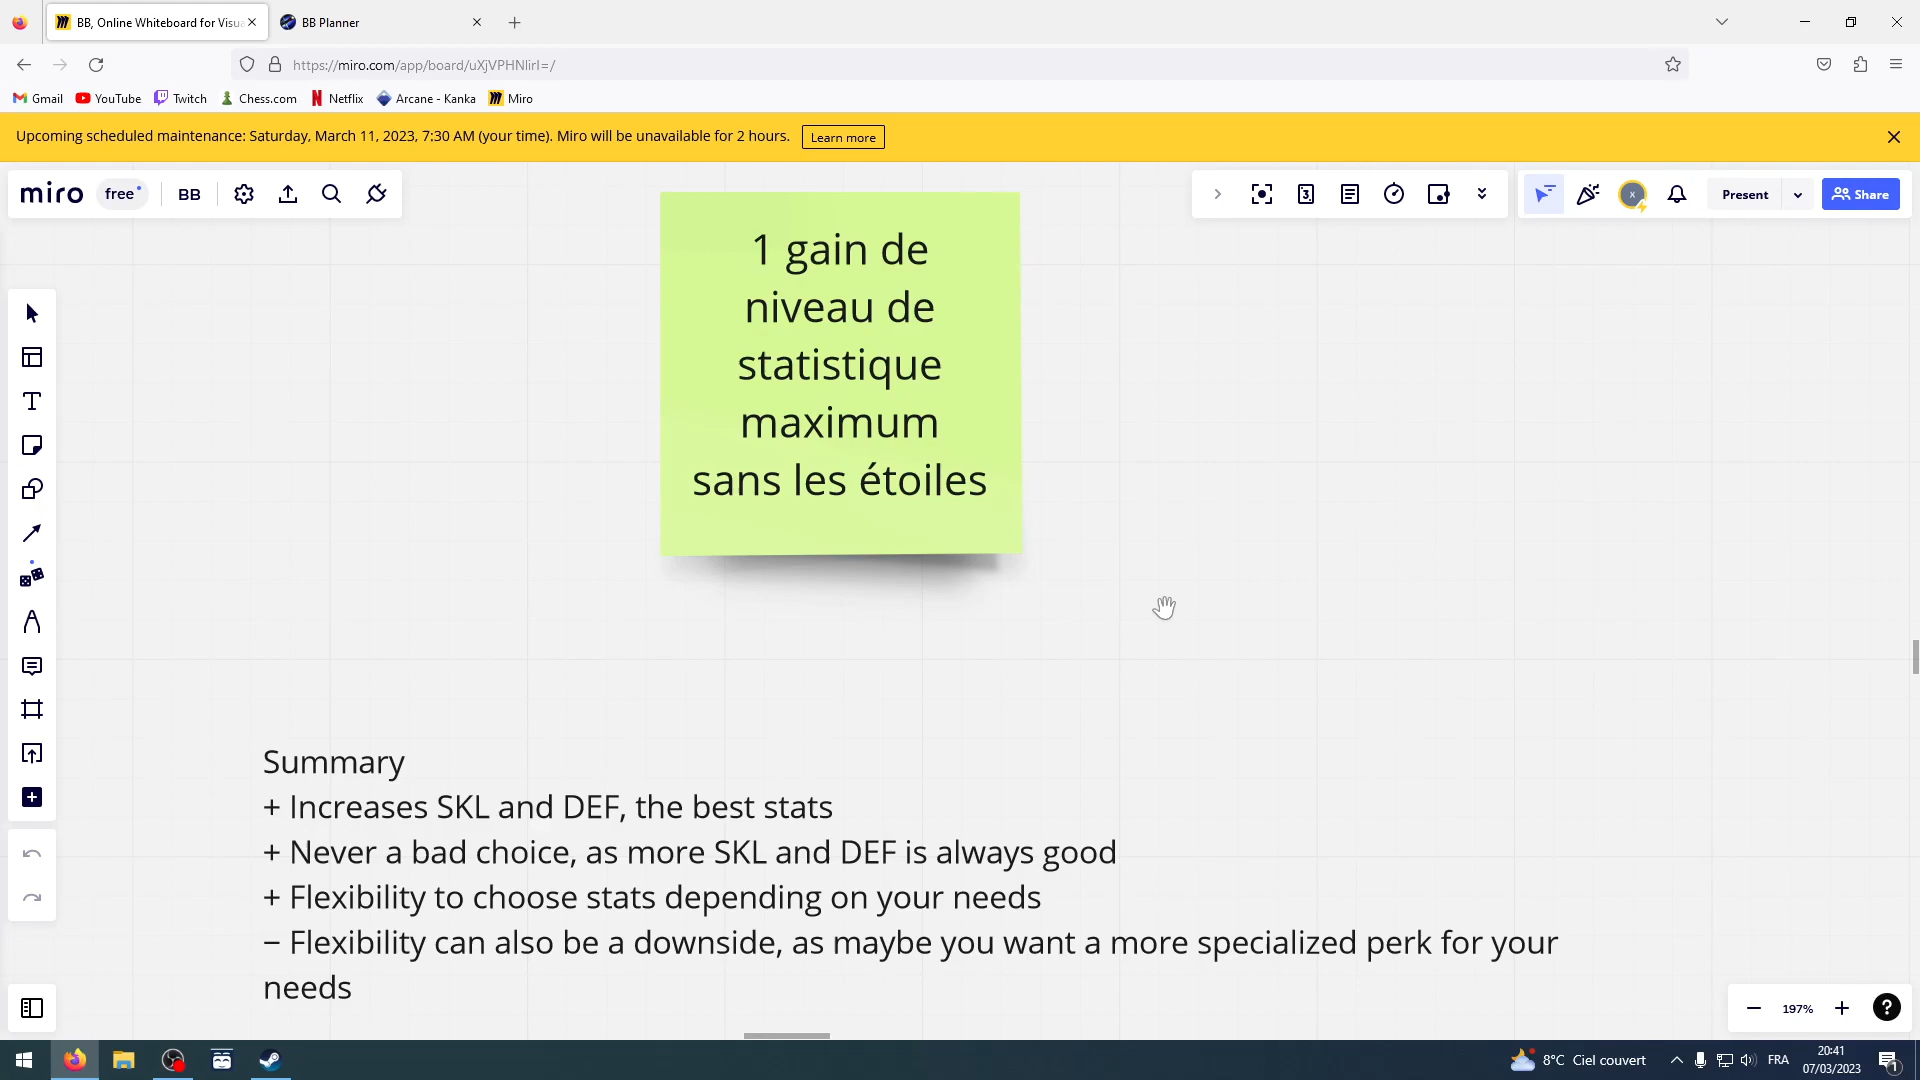 BB, Online Whiteboard for Visua
BB Planner
https://miro.com/app/board/uXjVPHNlirI=/
Gmail
YouTube
Twitch
Chess.com
Netflix
Arcane - Kanka
Miro
Upcoming scheduled maintenance: Saturday, March 11, 2023, 7:30 AM (your time). Miro will be unavailable for 2 hours.
Learn more
miro
free
BB
Present
Share
1 gain de
niveau de
statistique
maximum
sans les étoiles
Summary
+ Increases SKL and DEF, the best stats
+ Never a bad choice, as more SKL and DEF is always good
+ Flexibility to choose stats depending on your needs
− Flexibility can also be a downside, as maybe you want a more specialized perk for your
needs
197%
8°C Ciel couvert
FRA
20:41
07/03/2023